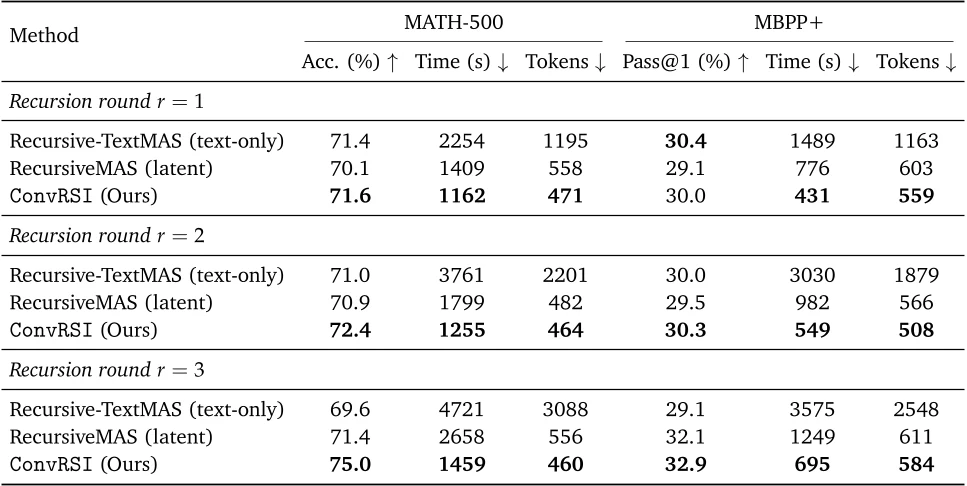 Method MATH-500 MBPP+
Acc. (%) ↑ Time (s) ↓ Tokens ↓ Pass@1 (%) ↑ Time (s) ↓ Tokens ↓
Recursion round r = 1
Recursive-TextMAS (text-only) 71.4 2254 1195 30.4 1489 1163
RecursiveMAS (latent) 70.1 1409 558 29.1 776 603
ConvRSI (Ours) 71.6 1162 471 30.0 431 559
Recursion round r = 2
Recursive-TextMAS (text-only) 71.0 3761 2201 30.0 3030 1879
RecursiveMAS (latent) 70.9 1799 482 29.5 982 566
ConvRSI (Ours) 72.4 1255 464 30.3 549 508
Recursion round r = 3
Recursive-TextMAS (text-only) 69.6 4721 3088 29.1 3575 2548
RecursiveMAS (latent) 71.4 2658 556 32.1 1249 611
ConvRSI (Ours) 75.0 1459 460 32.9 695 584